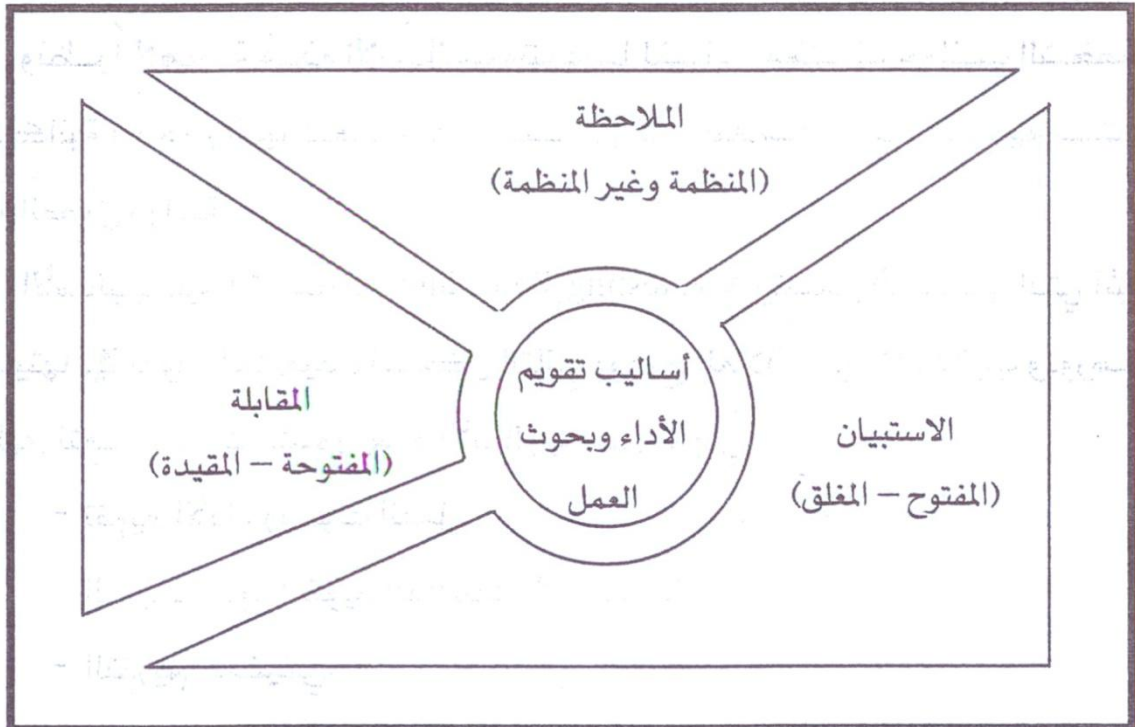 الملاحظة
(المنظمة وغير المنظمة)
أساليب تقويم
الأداء وبحوث
العمل
الاستبيان
(المفتوح – المغلق)
المقابلة
(المفتوحة – المقيدة)